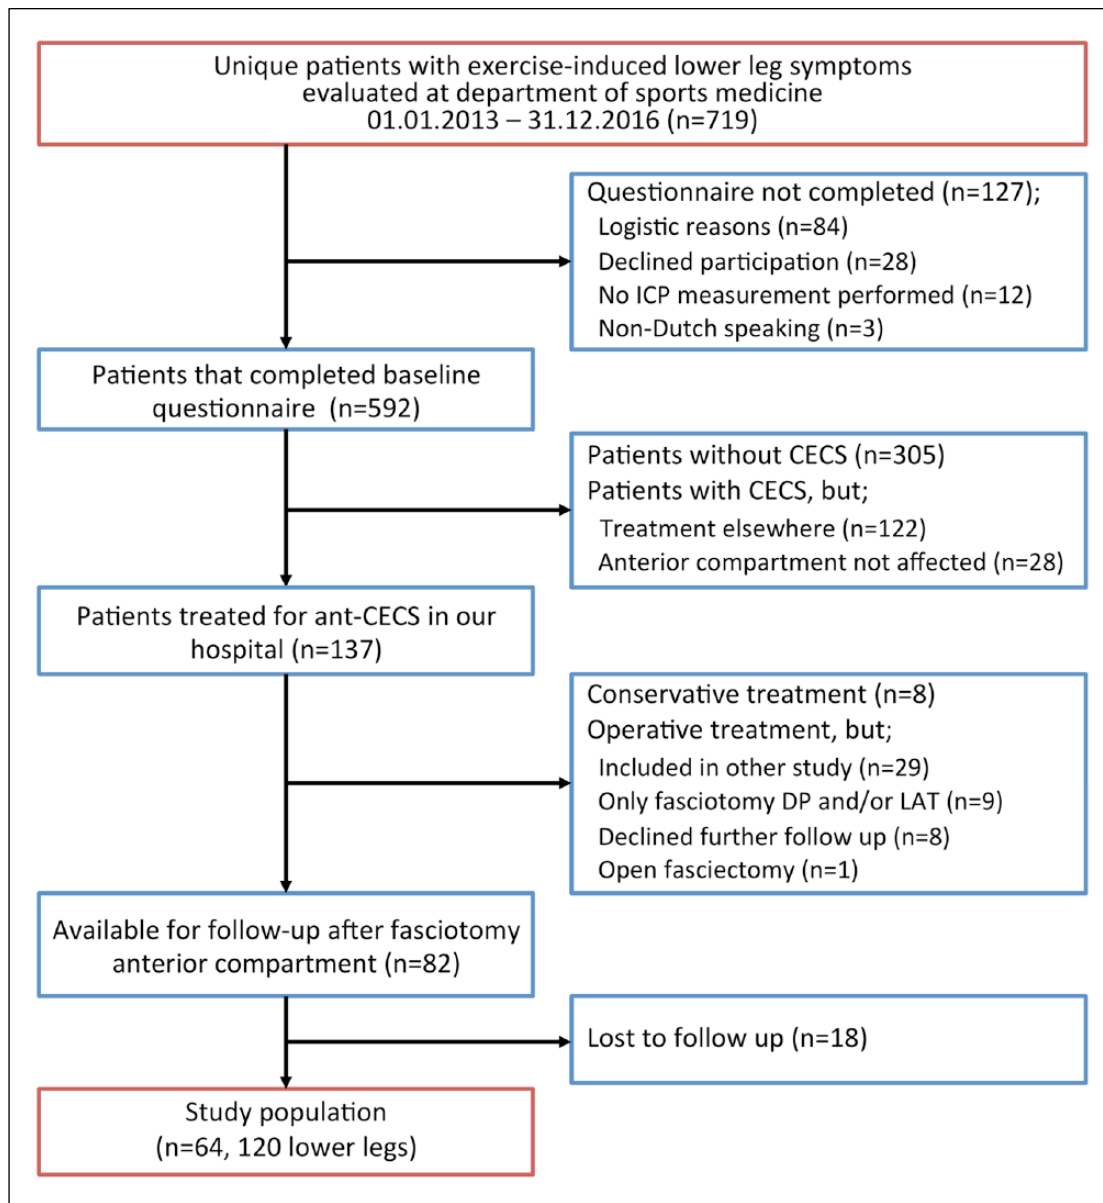 Unique patients with exercise-induced lower leg symptoms
evaluated at department of sports medicine
01.01.2013 – 31.12.2016 (n=719)
Questionnaire not completed (n=127);
Logistic reasons (n=84)
Declined participation (n=28)
No ICP measurement performed (n=12)
Non-Dutch speaking (n=3)
Patients that completed baseline
questionnaire (n=592)
Patients without CECS (n=305)
Patients with CECS, but;
Treatment elsewhere (n=122)
Anterior compartment not affected (n=28)
Patients treated for ant-CECS in our
hospital (n=137)
Conservative treatment (n=8)
Operative treatment, but;
Included in other study (n=29)
Only fasciotomy DP and/or LAT (n=9)
Declined further follow up (n=8)
Open fasciectomy (n=1)
Available for follow-up after fasciotomy
anterior compartment (n=82)
Lost to follow up (n=18)
Study population
(n=64, 120 lower legs)